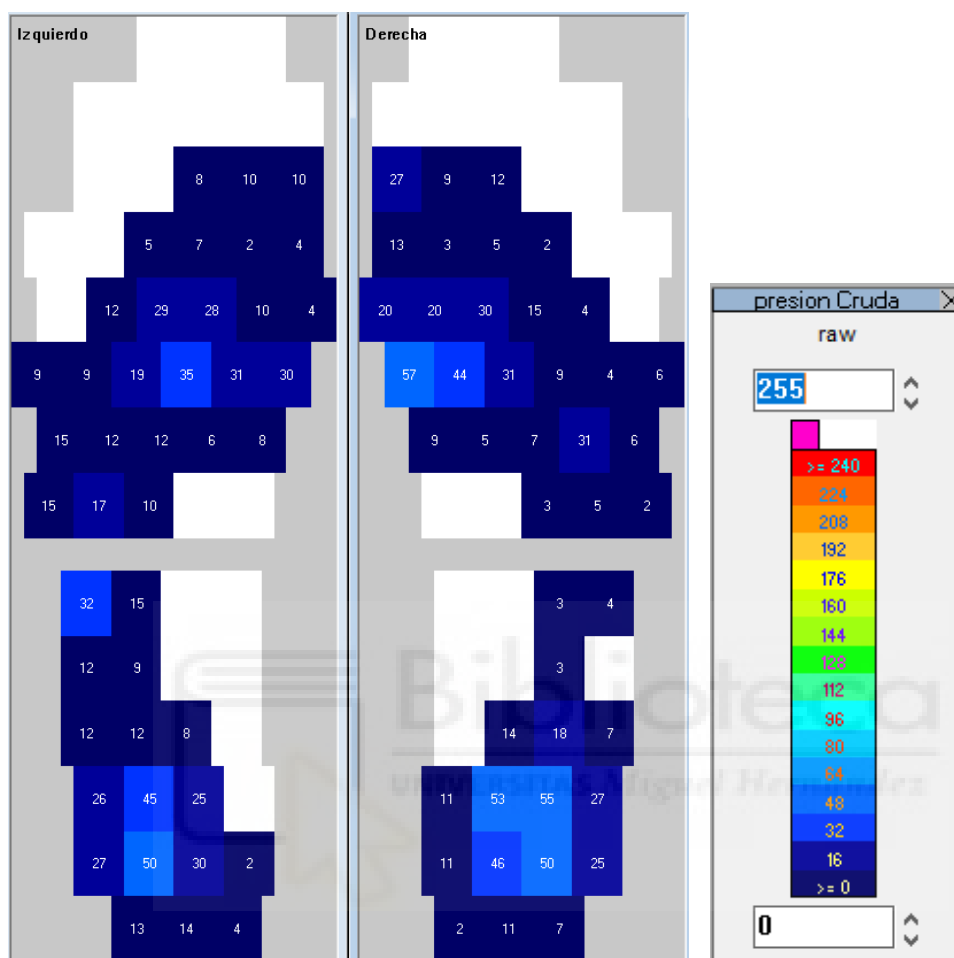 Izquierdo
8 10 10
5 7 2 4
12 29 28 10 4
9 9 19 35 31 30
15 12 12 6 8
15 17 10
32 15
12 9
12 12 8
26 45 25
27 50 30 2
13 14 4
Derecha
27 9 12
13 3 5 2
20 20 30 15 4
57 44 31 9 4 6
9 5 7 31 6
3 5 2
3 4
3
14 18 7
11 53 55 27
11 46 50 25
2 11 7
presion Cruda X
raw
255
>= 240
224
208
192
176
160
144
128
112
96
80
64
48
32
16
>= 0
0
Biblioteca
UNIVERSITAS Miguel Hernández